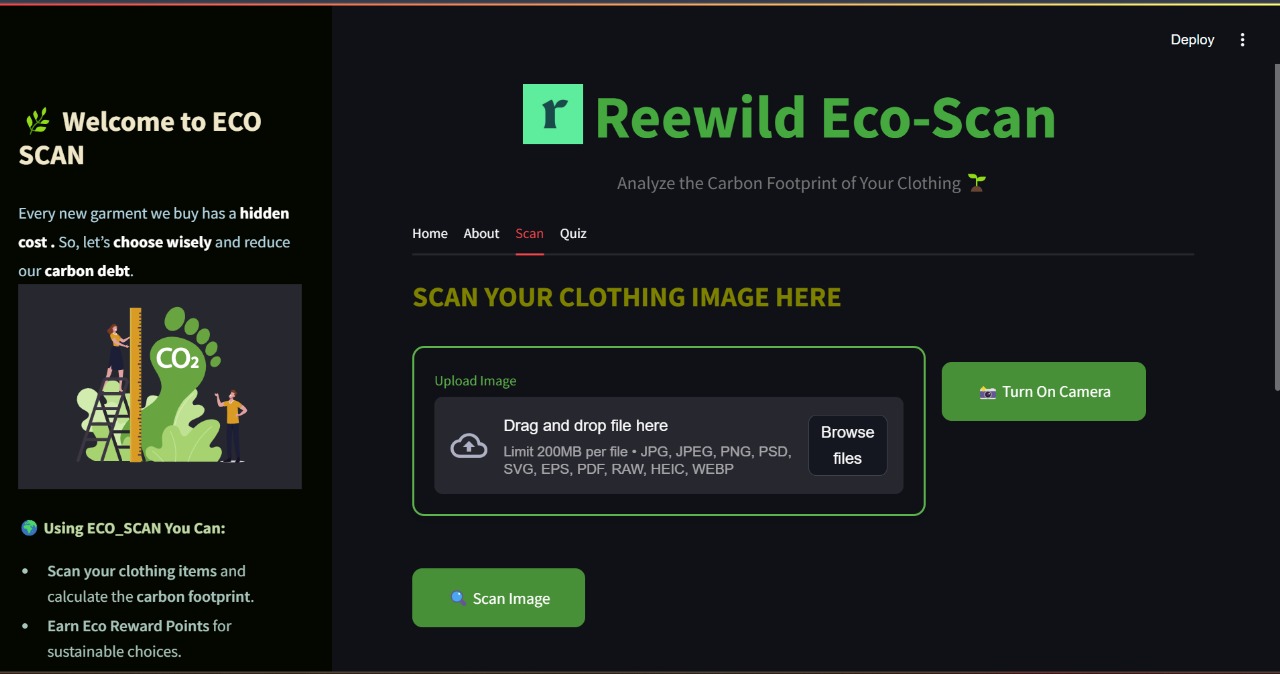 Deploy
Welcome to ECO
SCAN
Every new garment we buy has a hidden
cost . So, let's choose wisely and reduce
our carbon debt.
CO₂
Using ECO_SCAN You Can:
Scan your clothing items and
calculate the carbon footprint.
Earn Eco Reward Points for
sustainable choices.
r Reewild Eco-Scan
Analyze the Carbon Footprint of Your Clothing
Home About Scan Quiz
SCAN YOUR CLOTHING IMAGE HERE
Upload Image
Drag and drop file here
Limit 200MB per file • JPG, JPEG, PNG, PSD,
SVG, EPS, PDF, RAW, HEIC, WEBP
Browse
files
Turn On Camera
Scan Image